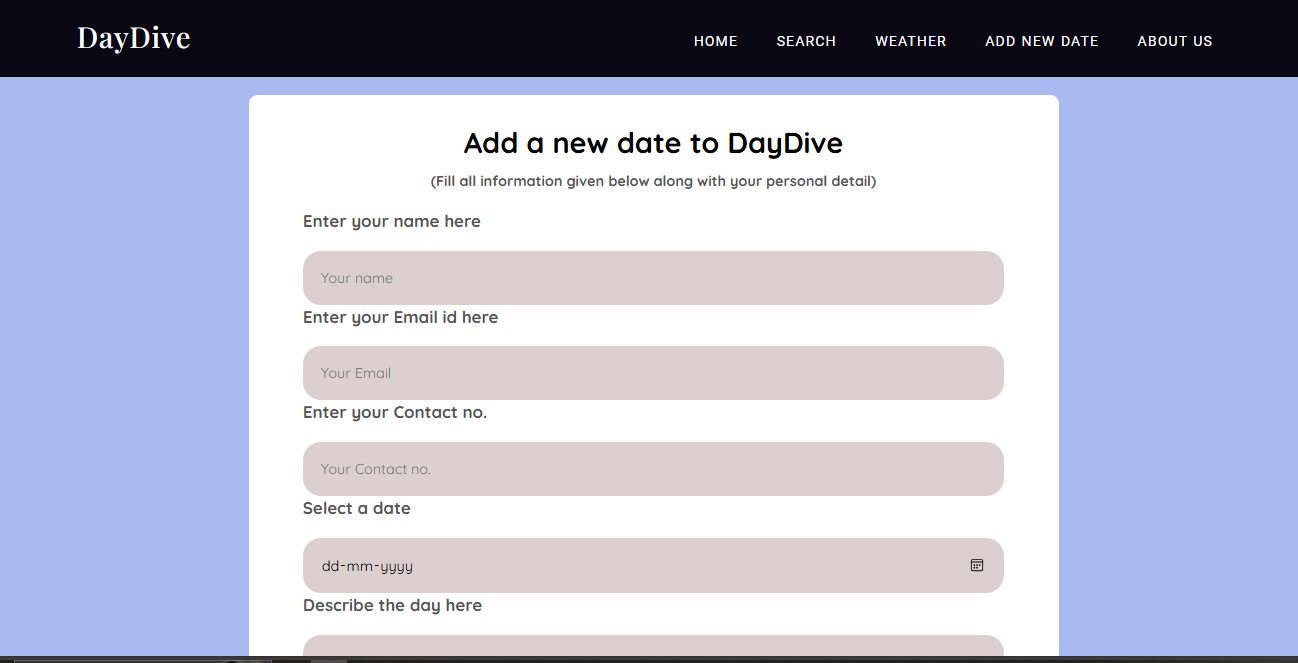 DayDive
HOME SEARCH WEATHER ADD NEW DATE ABOUT US
Add a new date to DayDive
(Fill all information given below along with your personal detail)
Enter your name here
Your name
Enter your Email id here
Your Email
Enter your Contact no.
Your Contact no.
Select a date
dd-mm-yyyy
Describe the day here